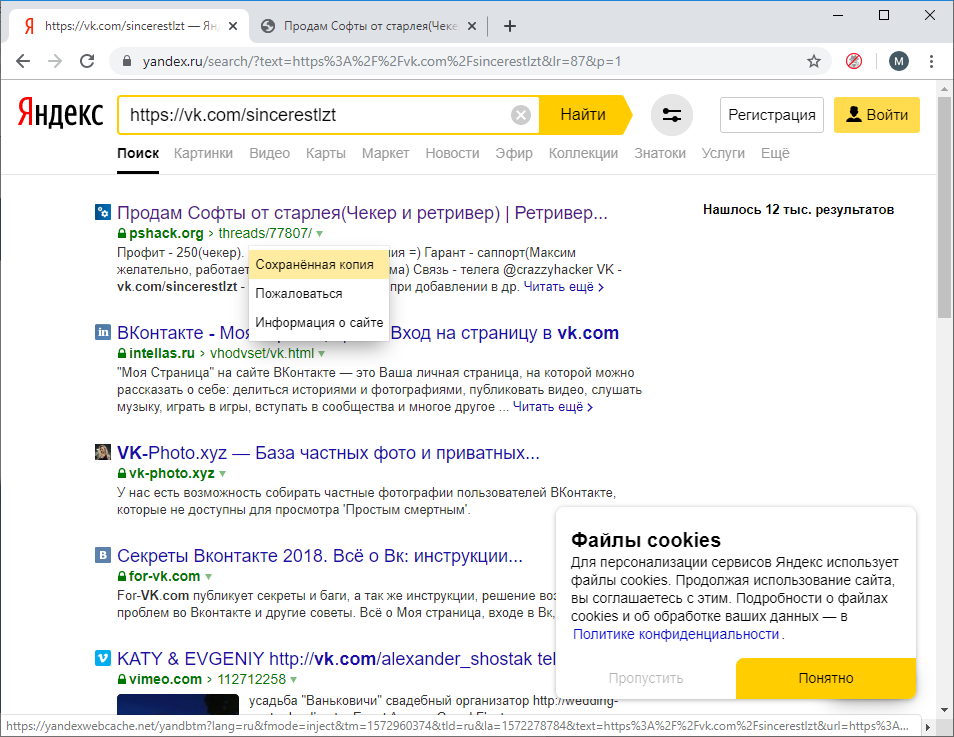 https://vk.com/sincerestlzt — Ян
Продам Софты от старлея(Чеке
yandex.ru/search/?text=https%3A%2F%2Fvk.com%2Fsincerestlzt&lr=87&p=1
M
Яндекс
https://vk.com/sincerestlzt
Найти
Регистрация
Войти
Поиск Картинки Видео Карты Маркет Новости Эфир Коллекции Знатоки Услуги Ещё
Продам Софты от старлея(Чекер и ретривер) | Ретривер...
Нашлось 12 тыс. результатов
pshack.org › threads/77807/
Профит - 250(чекер). ния =) Гарант - саппорт(Максим
желательно, работает ма) Связь - телега @crazzyhacker VK -
vk.com/sincerestlzt - при добавлении в др. Читать ещё ›
Сохранённая копия
Пожаловаться
Информация о сайте
ВКонтакте - Моя Вход на страницу в vk.com
intellas.ru › vhodvset/vk.html
"Моя Страница" на сайте ВКонтакте — это Ваша личная страница, на которой можно
рассказать о себе: делиться историями и фотографиями, публиковать видео, слушать
музыку, играть в игры, вступать в сообщества и многое другое ... Читать ещё ›
VK-Photo.xyz — База частных фото и приватных...
vk-photo.xyz
У нас есть возможность собирать частные фотографии пользователей ВКонтакте,
которые не доступны для просмотра 'Простым смертным'.
Секреты Вконтакте 2018. Всё о Вк: инструкции...
for-vk.com
For-VK.com публикует секреты и баги, а так же инструкции, решение воз
проблем во Вконтакте и другие советы. Всё о Моя страница, входе в Вк,
KATY & EVGENIY http://vk.com/alexander_shostak tel
vimeo.com › 112712258
усадьба "Ваньковичи" свадебный организатор http://wedding-
Файлы cookies
Для персонализации сервисов Яндекс использует
файлы cookies. Продолжая использование сайта,
вы соглашаетесь с этим. Подробности о файлах
cookies и об обработке ваших данных — в
Политике конфиденциальности.
Пропустить
Понятно
https://yandexwebcache.net/yandbtm?lang=ru&fmode=inject&tm=1572960374&tld=ru&la=1572278784&text=https%3A%2F%2Fvk.com%2Fsincerestlzt&url=https%3A...